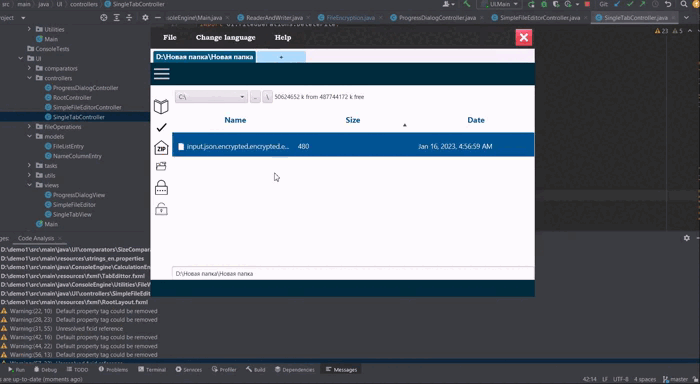 src main java UI controllers SingleTabController
soleEngine\Main.java ReaderAndWriter.java FileEncryption.java ProgressDialogController.java SimpleFileEditorController.java SingleTabController.java
Utilities
Main
ConsoleTests
UI
comparators
controllers
ProgressDialogController
RootController
SimpleFileEditorController
SingleTabController
fileOperations
models
FileListEntry
NameColumnEntry
tasks
utils
views
ProgressDialogView
SimpleFileEditor
SingleTabView
Main
ULMain
23 5
File Change language Help
D:\Новая папка\Новая папка +
C:\ .. \ 50624652 k from 487744172 k free
Name Size Date
ZIP
input.json.encrypted.encrypted.e... 480 Jan 16, 2023, 4:56:59 AM
D:\Новая папка\Новая папка
ges: Code Analysis
D:\demo1\src\main\java\UI\comparators\SizeCompar
D:\demo1\src\main\resources\strings_en.properties
D:\demo1\src\main\java\ConsoleEngine\CalculationEn
D:\demo1\src\main\resources\fxml\TabEditor.fxml
D:\demo1\src\main\java\ConsoleEngine\Utilities\FileW
D:\demo1\src\main\java\UI\controllers\SimpleFileEdit
D:\demo1\src\main\resources\fxml\RootLayout.fxml
Warning:(22, 10) Default property tag could be removed
Warning:(28, 23) Default property tag could be removed
Warning:(31, 55) Unresolved fx:id reference
Warning:(42, 16) Default property tag could be removed
Warning:(44, 22) Default property tag could be removed
Warning:(56, 13) Default property tag could be removed
Run Debug TODO Problems Terminal Services Profiler Build Dependencies Messages
s are up-to-date (moments ago) 42:14 LF UTF-8 4 spaces master